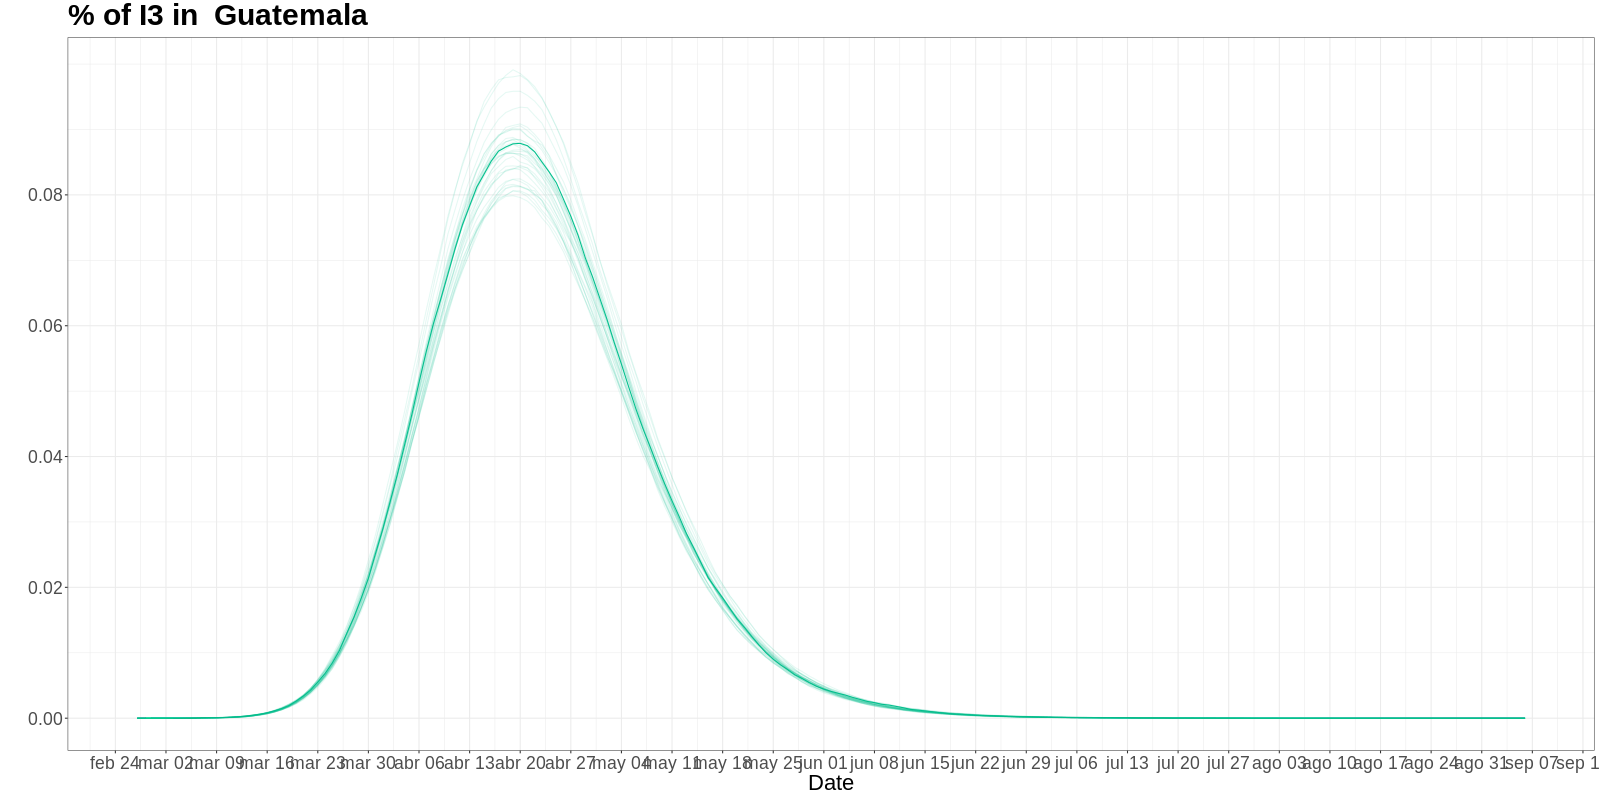 % of I3 in  Guatemala
0.08
0.06
0.04
0.02
0.00
feb 24 mar 02 mar 09 mar 16 mar 23 mar 30 abr 06 abr 13 abr 20 abr 27 may 04 may 11 may 18 may 25 jun 01 jun 08 jun 15 jun 22 jun 29 jul 06 jul 13 jul 20 jul 27 ago 03 ago 10 ago 17 ago 24 ago 31 sep 07 sep 1
Date